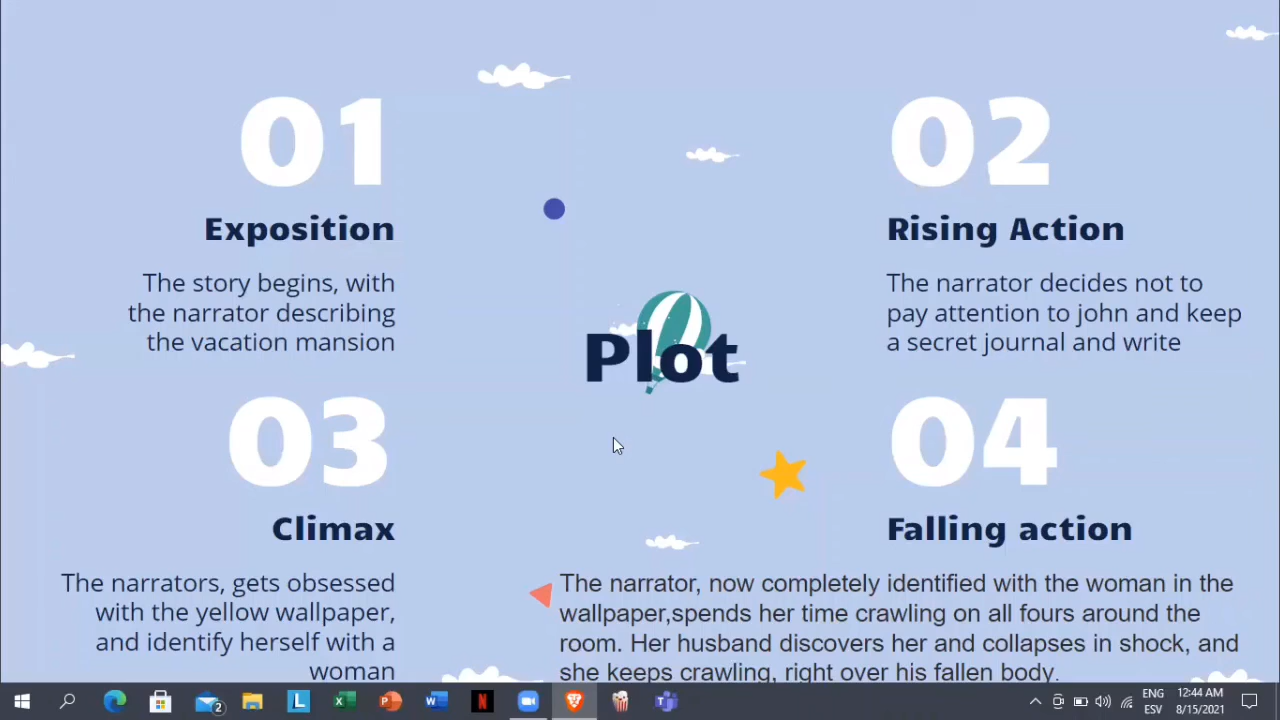 01
Exposition
The story begins, with
the narrator describing
the vacation mansion
02
Rising Action
The narrator decides not to
pay attention to john and keep
a secret journal and write
Plot
03
Climax
The narrators, gets obsessed
with the yellow wallpaper,
and identify herself with a
woman
04
Falling action
The narrator, now completely identified with the woman in the
wallpaper,spends her time crawling on all fours around the
room. Her husband discovers her and collapses in shock, and
she keeps crawling, right over his fallen body.
2
L
X
P
W
N
T
ENG
ESV
12:44 AM
8/15/2021